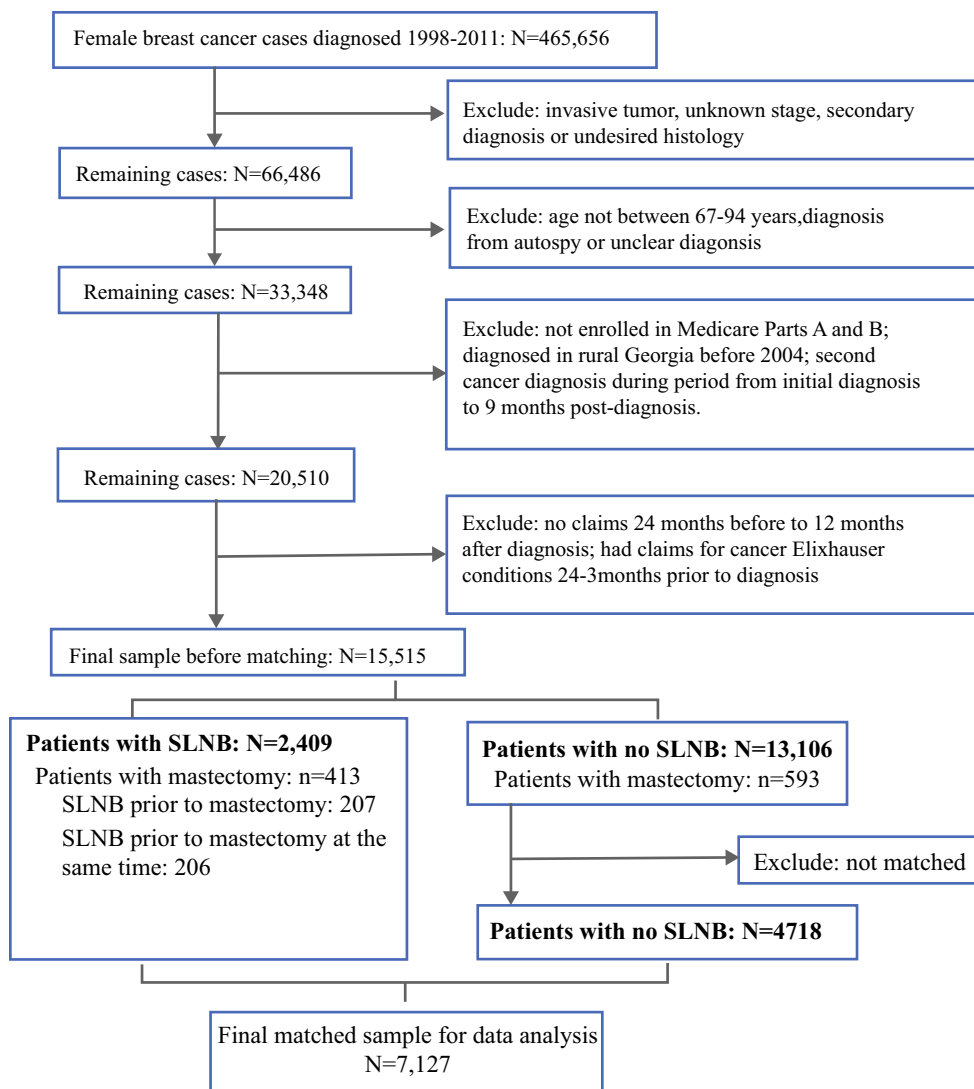 Female breast cancer cases diagnosed 1998-2011: N=465,656
Exclude: invasive tumor, unknown stage, secondary
diagnosis or undesired histology
Remaining cases: N=66,486
Exclude: age not between 67-94 years,diagnosis
from autospy or unclear diagonsis
Remaining cases: N=33,348
Exclude: not enrolled in Medicare Parts A and B;
diagnosed in rural Georgia before 2004; second
cancer diagnosis during period from initial diagnosis
to 9 months post-diagnosis.
Remaining cases: N=20,510
Exclude: no claims 24 months before to 12 months
after diagnosis; had claims for cancer Elixhauser
conditions 24-3months prior to diagnosis
Final sample before matching: N=15,515
Patients with SLNB: N=2,409
Patients with mastectomy: n=413
SLNB prior to mastectomy: 207
SLNB prior to mastectomy at the
same time: 206
Patients with no SLNB: N=13,106
Patients with mastectomy: n=593
Exclude: not matched
Patients with no SLNB: N=4718
Final matched sample for data analysis
N=7,127